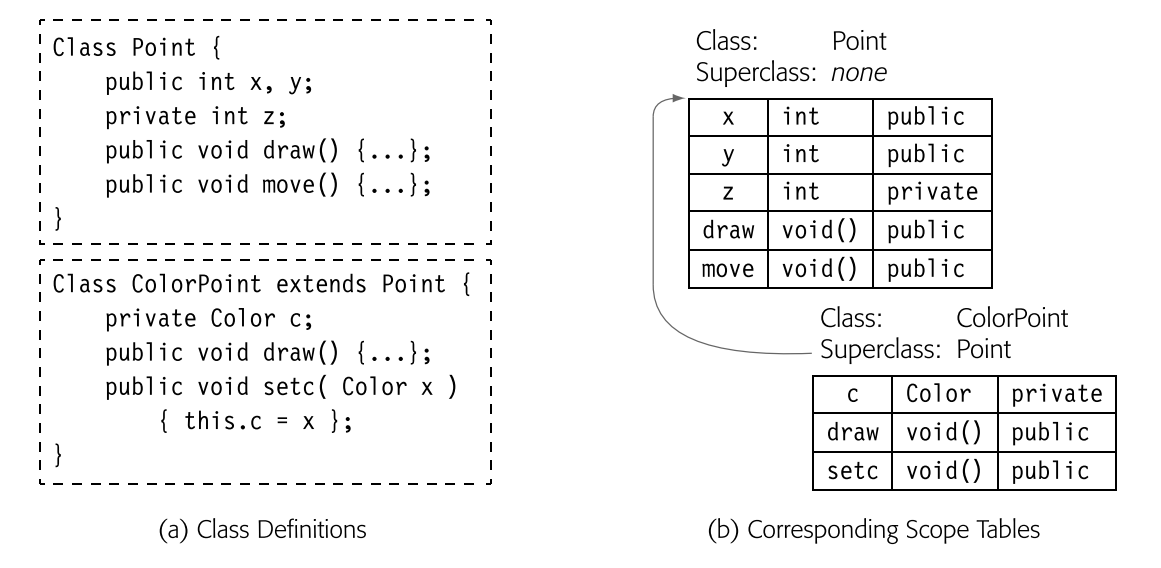 Class Point {
public int x, y;
private int z;
public void draw() {...};
public void move() {...};
}
Class ColorPoint extends Point {
private Color c;
public void draw() {...};
public void setc( Color x )
{ this.c = x };
}
(a) Class Definitions
Class: Point
Superclass: none
x int public
y int public
z int private
draw void() public
move void() public
Class: ColorPoint
Superclass: Point
c Color private
draw void() public
setc void() public
(b) Corresponding Scope Tables